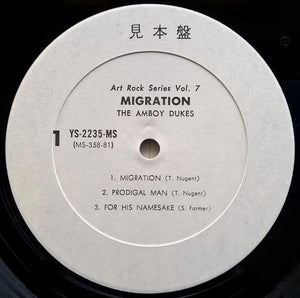 見本盤
Art Rock Series Vol. 7
MIGRATION
THE AMBOY DUKES
1 YS-2235-MS
(MS-358-B1)
1. MIGRATION (T. Nugent)
2. PRODIGAL MAN (T. Nugent)
3. FOR HIS NAMESAKE (S. Farmer)